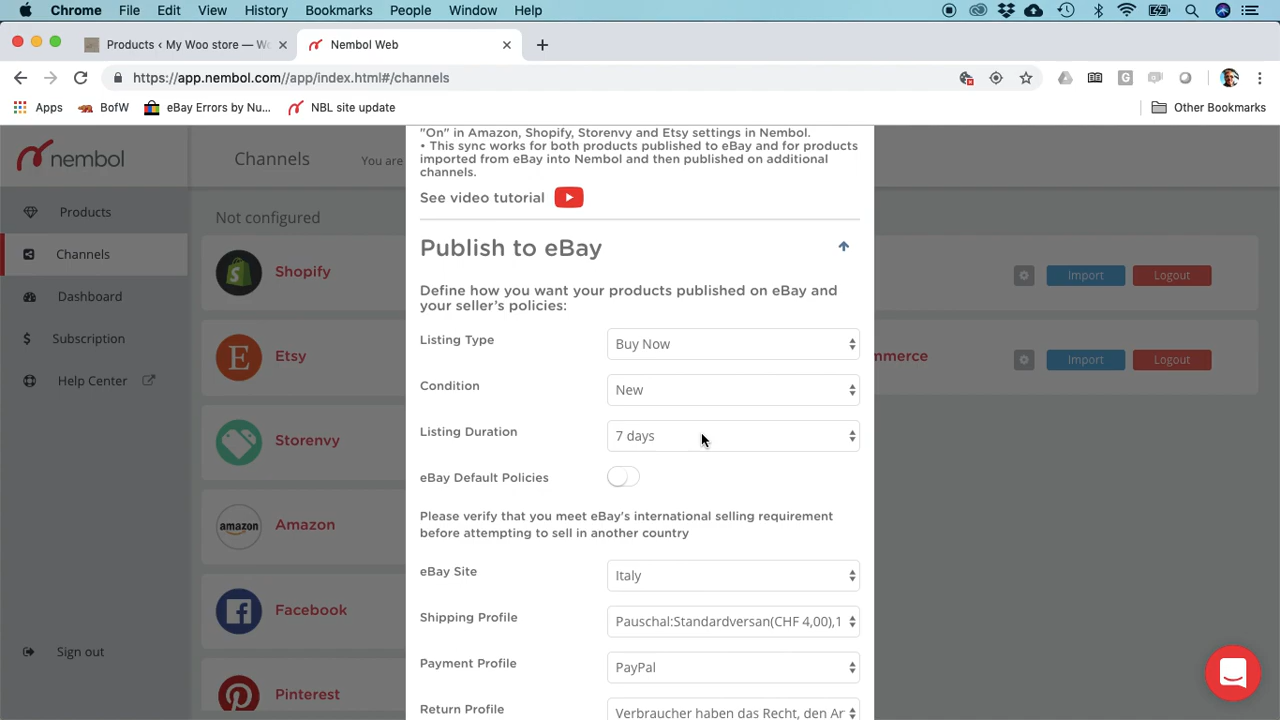 Chrome File Edit View History Bookmarks People Window Help
Products ‹ My Woo store — Wo
Nembol Web
https://app.nembol.com//app/index.html#/channels
Apps BofW eBay Errors by Nu... NBL site update Other Bookmarks
nembol
Channels You are
Products
Channels
Dashboard
Subscription
Help Center
Sign out
Not configured
Shopify
Etsy
Storenvy
Amazon
amazon
Facebook
Pinterest
"On" in Amazon, Shopify, Storenvy and Etsy settings in Nembol.
• This sync works for both products published to eBay and for products
imported from eBay into Nembol and then published on additional
channels.
See video tutorial
Publish to eBay
Define how you want your products published on eBay and
your seller's policies:
Listing Type Buy Now
Condition New
Listing Duration 7 days
eBay Default Policies
Please verify that you meet eBay's international selling requirement
before attempting to sell in another country
eBay Site Italy
Shipping Profile Pauschal:Standardversan(CHF 4,00),1
Payment Profile PayPal
Return Profile Verbraucher haben das Recht, den Ar
Import Logout
mmerce Import Logout